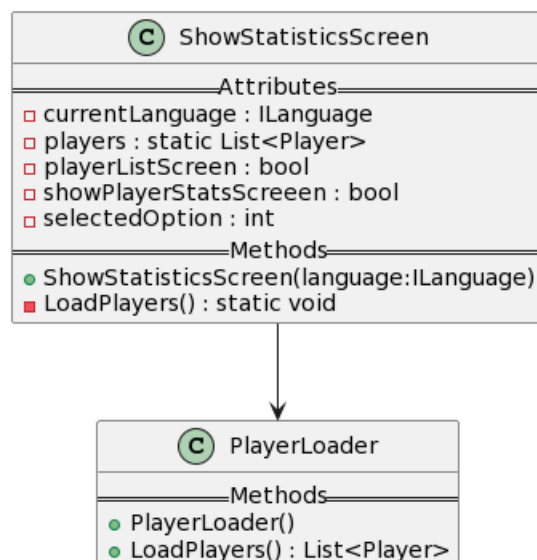 C ShowStatisticsScreen
Attributes
currentLanguage : ILanguage
players : static List<Player>
playerListScreen : bool
showPlayerStatsScreeen : bool
selectedOption : int
Methods
ShowStatisticsScreen(language:ILanguage)
LoadPlayers() : static void
C PlayerLoader
Methods
PlayerLoader()
LoadPlayers() : List<Player>